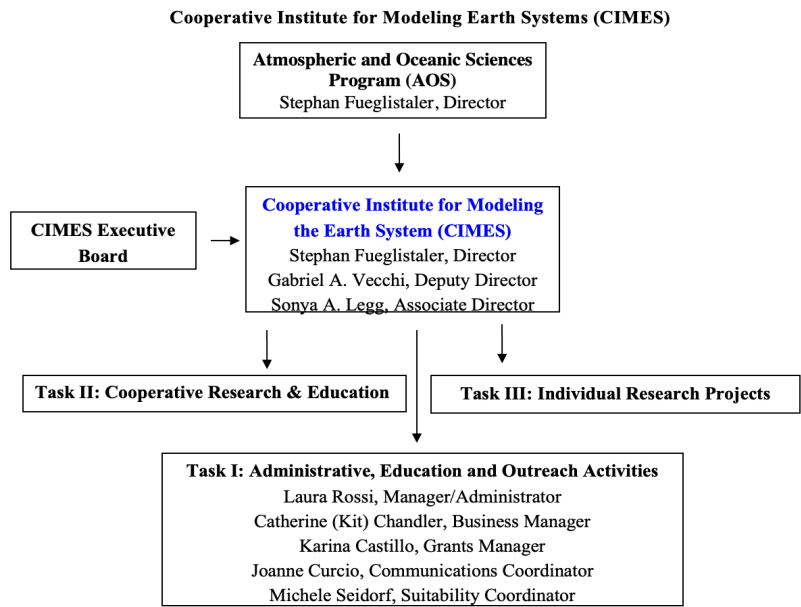 Cooperative Institute for Modeling Earth Systems (CIMES)
Atmospheric and Oceanic Sciences
Program (AOS)
Stephan Fueglistaler, Director
Cooperative Institute for Modeling
the Earth System (CIMES)
Stephan Fueglistaler, Director
Gabriel A. Vecchi, Deputy Director
Sonya A. Legg, Associate Director
CIMES Executive
Board
Task II: Cooperative Research & Education
Task III: Individual Research Projects
Task I: Administrative, Education and Outreach Activities
Laura Rossi, Manager/Administrator
Catherine (Kit) Chandler, Business Manager
Karina Castillo, Grants Manager
Joanne Curcio, Communications Coordinator
Michele Seidorf, Suitability Coordinator